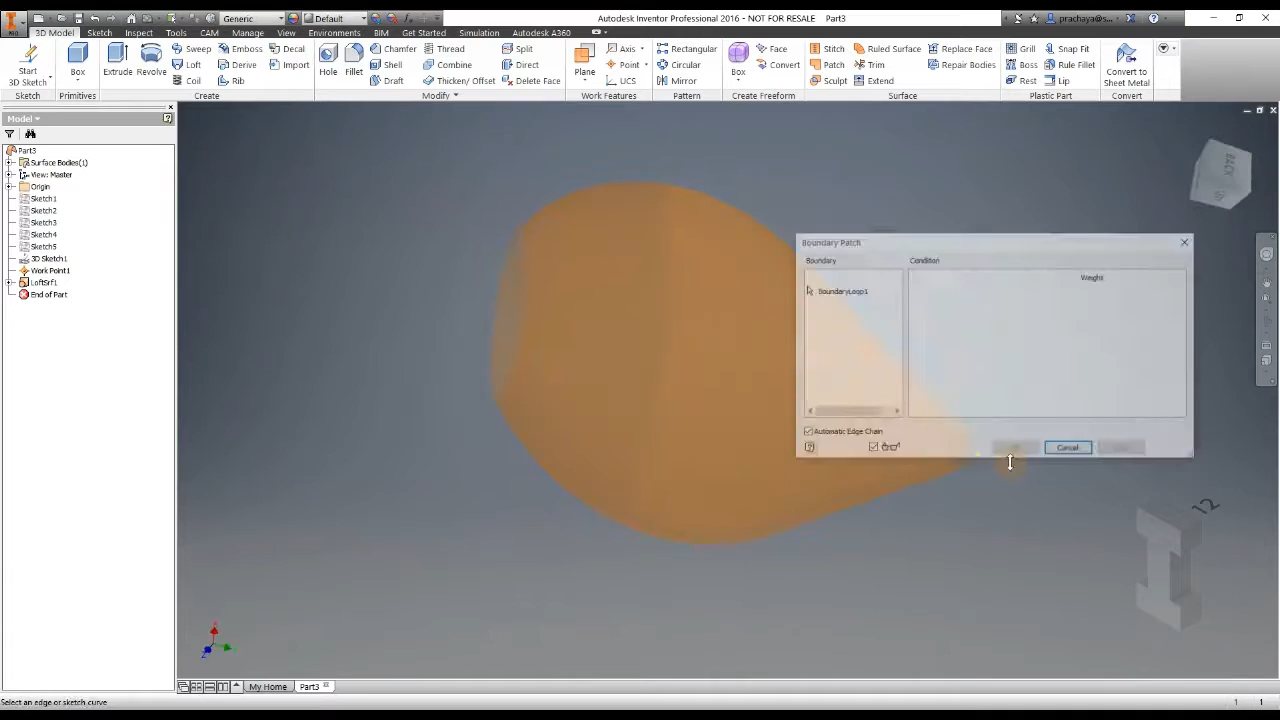 Generic
Default
Autodesk Inventor Professional 2016 - NOT FOR RESALE Part3
prachaya@s...
PRO
3D Model Sketch Inspect Tools CAM Manage View Environments BIM Get Started Simulation Autodesk A360
Start
3D Sketch
Box
Extrude
Revolve
Sweep Emboss Decal
Loft Derive Import
Coil Rib
Hole
Fillet
Chamfer Thread Split
Shell Combine Direct
Draft Thicken/ Offset Delete Face
Plane
Axis
Point
UCS
Rectangular
Circular
Mirror
Box
Face
Convert
Stitch Ruled Surface Replace Face
Patch Trim Repair Bodies
Sculpt Extend
Grill Snap Fit
Boss Rule Fillet
Rest Lip
Convert to
Sheet Metal
Sketch Primitives Create Modify Work Features Pattern Create Freeform Surface Plastic Part Convert
Model
Part3
Surface Bodies(1)
View: Master
Origin
Sketch1
Sketch2
Sketch3
Sketch4
Sketch5
3D Sketch1
Work Point1
LoftSrf1
End of Part
BACK
Boundary Patch
Boundary Condition
Weight
BoundaryLoop1
Automatic Edge Chain
Cancel
12
My Home Part3
Select an edge or sketch curve 1 1